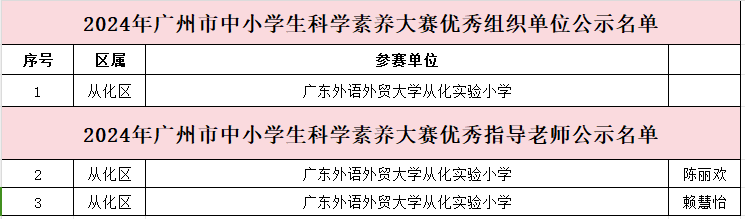 2024年广州市中小学生科学素养大赛优秀组织单位公示名单
序号 区属 参赛单位
1 从化区 广东外语外贸大学从化实验小学
2024年广州市中小学生科学素养大赛优秀指导老师公示名单
2 从化区 广东外语外贸大学从化实验小学 陈丽欢
3 从化区 广东外语外贸大学从化实验小学 赖慧怡